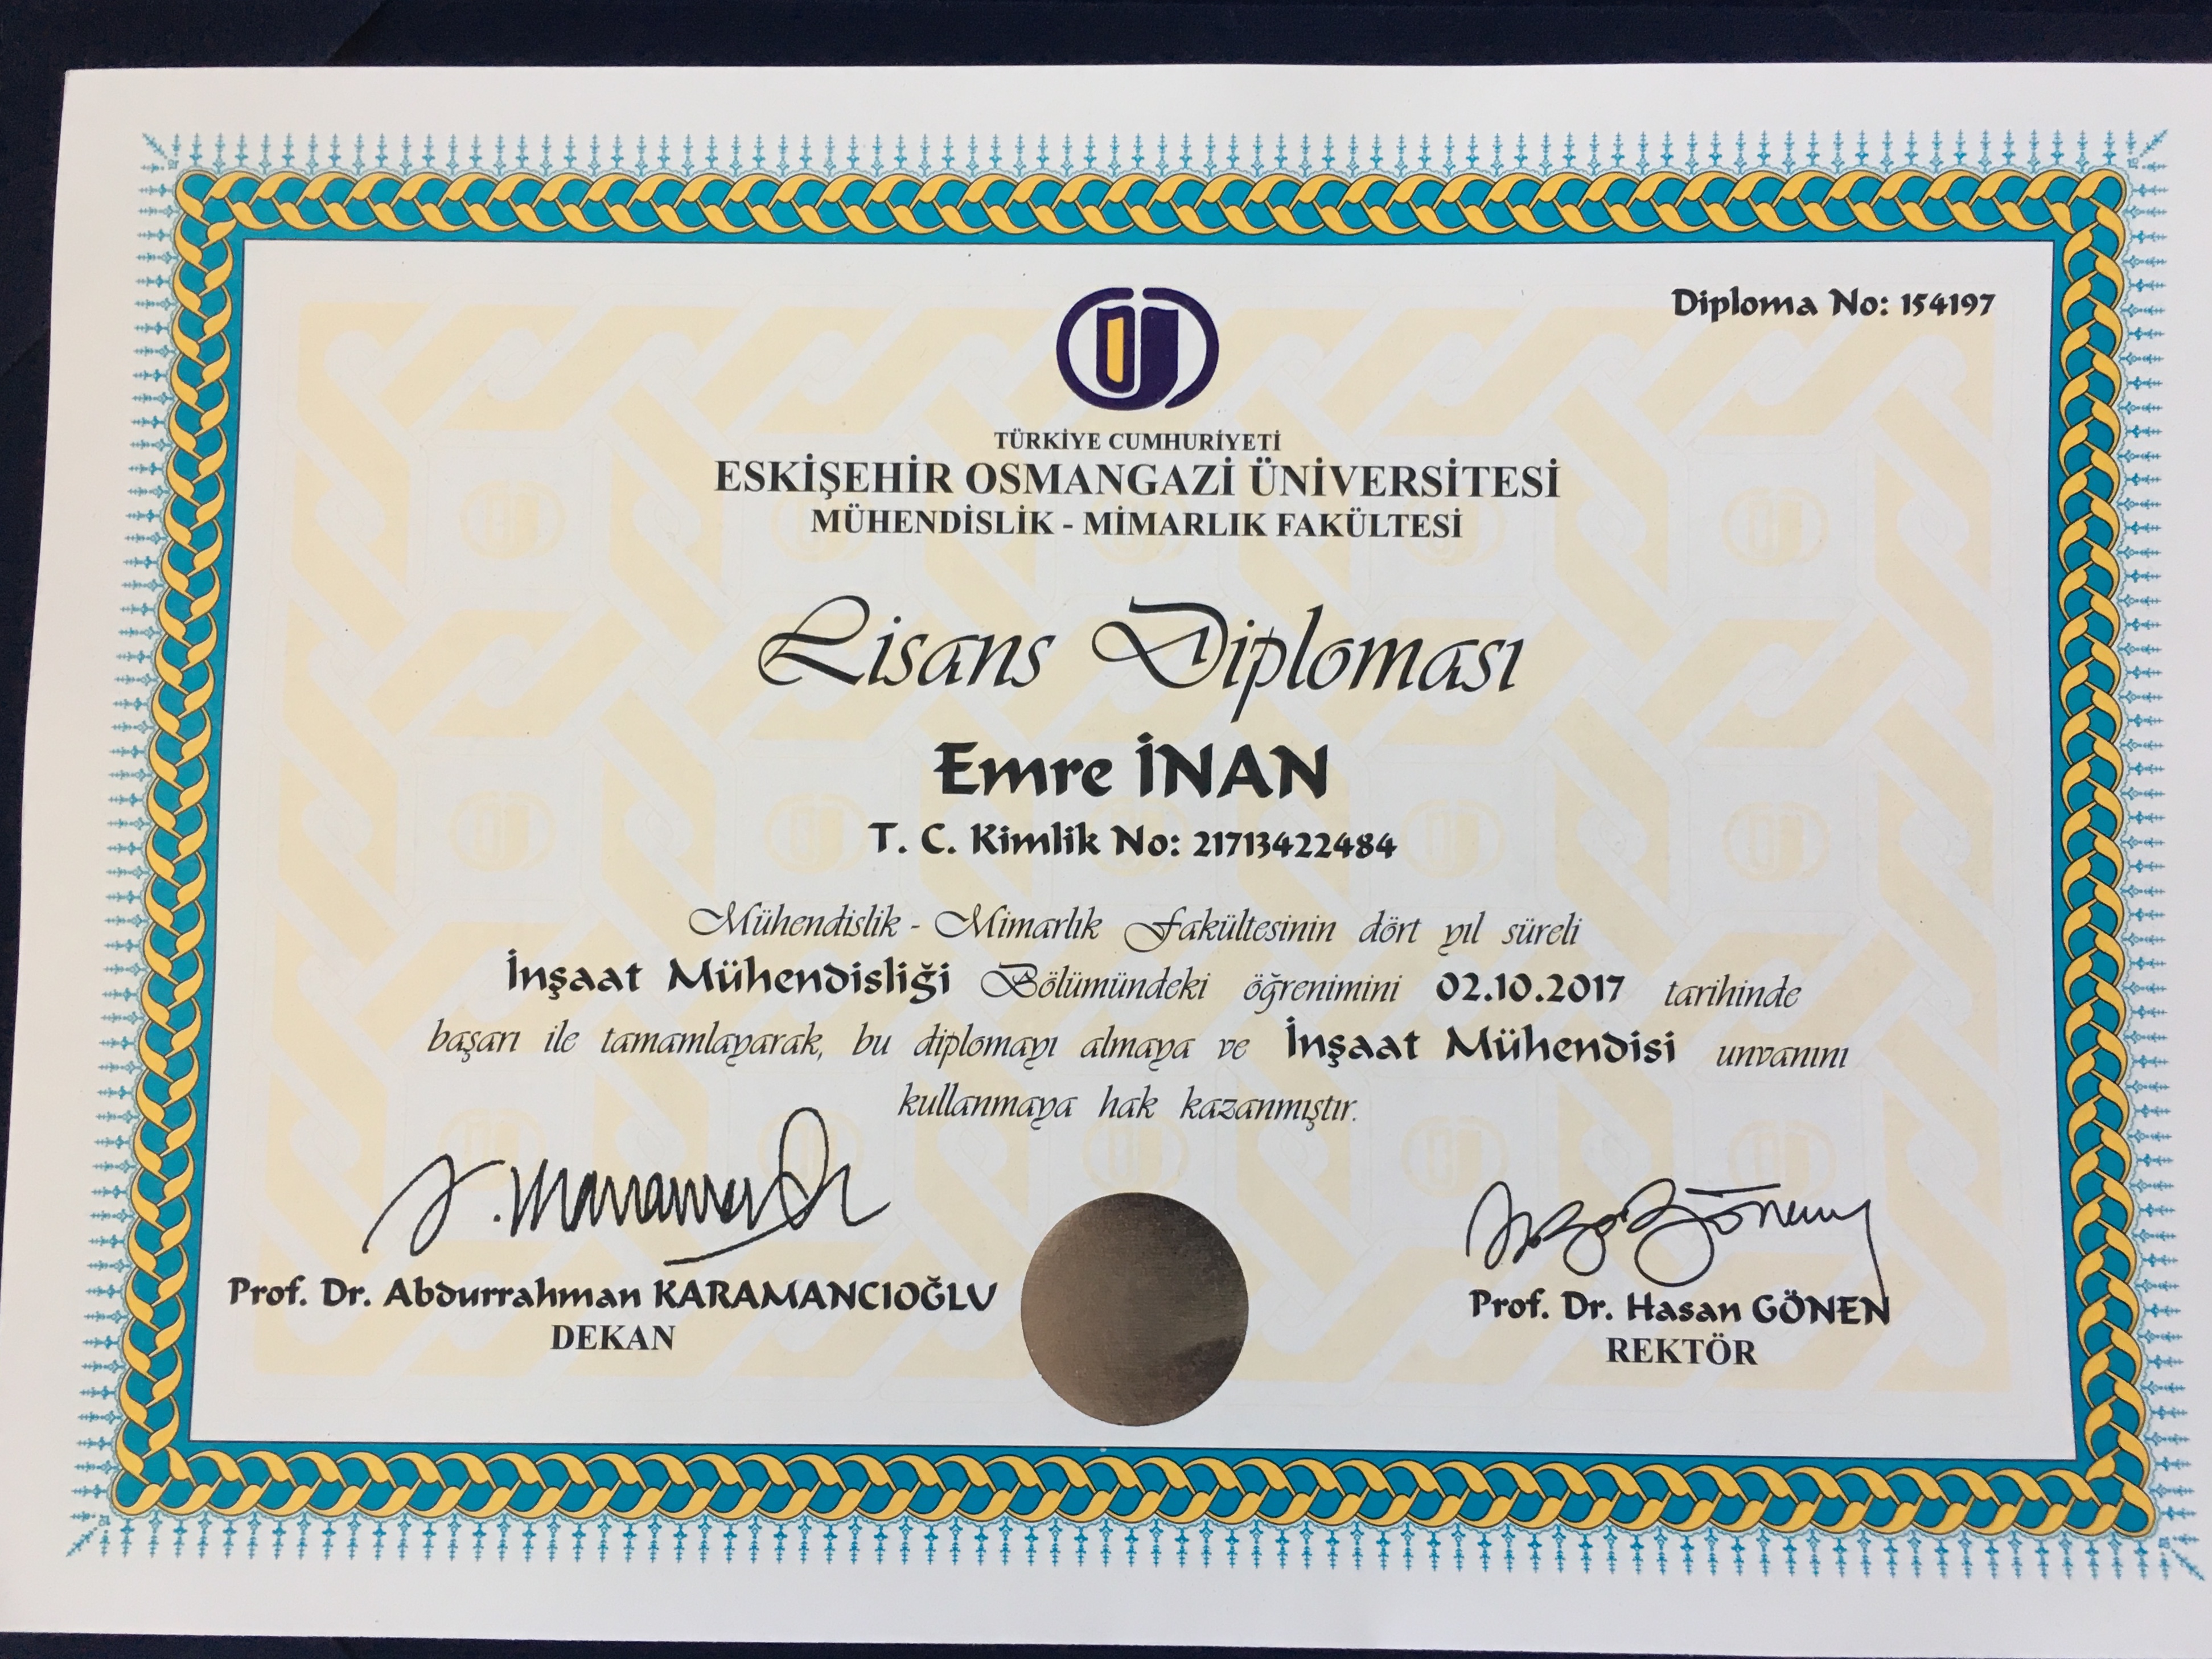 Diploma No: 154197
TÜRKİYE CUMHURİYETİ
ESKİŞEHİR OSMANGAZİ ÜNİVERSİTESİ
MÜHENDİSLİK - MİMARLIK FAKÜLTESİ
Lisans Diploması
Emre İNAN
T. C. Kimlik No: 21713422484
Mühendislik - Mimarlık Fakültesinin dört yıl süreli
İnşaat Mühendisliği Bölümündeki öğrenimini 02.10.2017 tarihinde
başarı ile tamamlayarak, bu diplomayı almaya ve İnşaat Mühendisi unvanını
kullanmaya hak kazanmıştır.
Prof. Dr. Abdurrahman KARAMANCIOĞLU
DEKAN
Prof. Dr. Hasan GÖNEN
REKTÖR